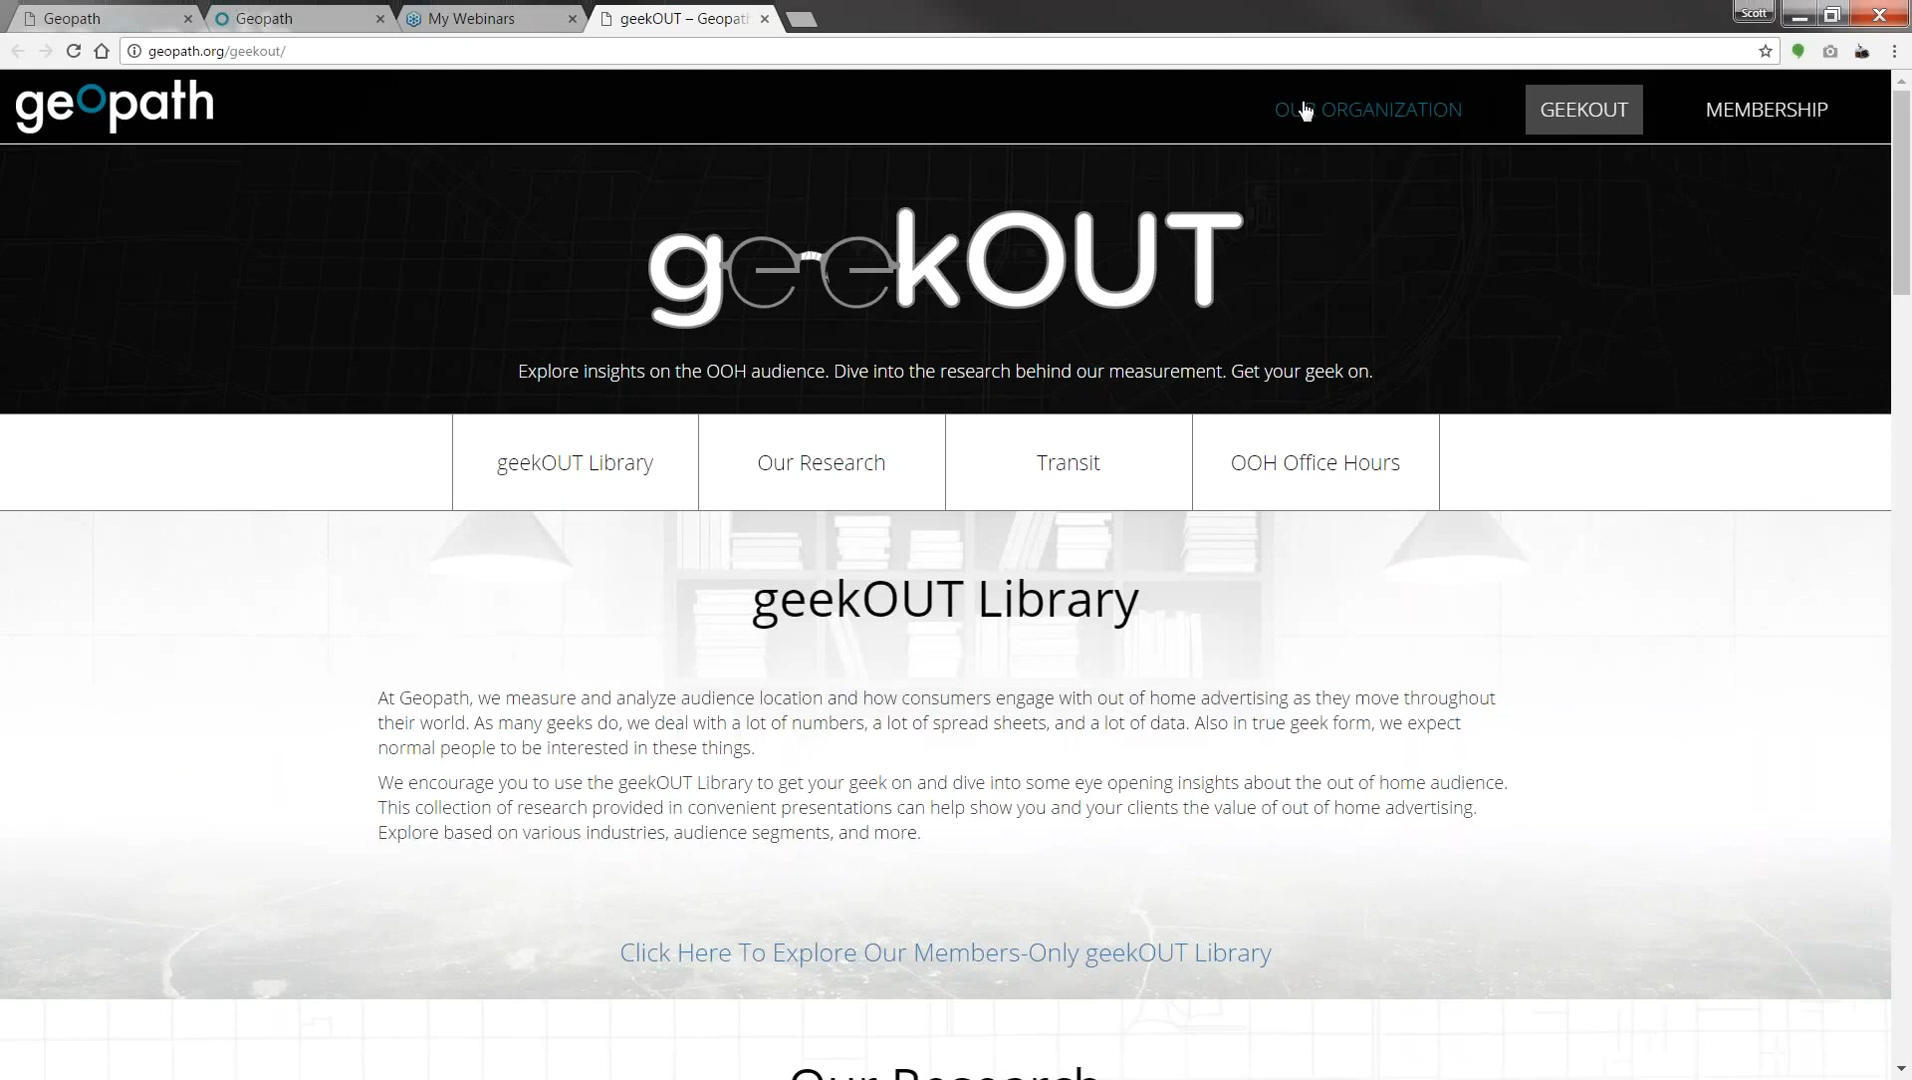 Geopath
Geopath
My Webinars
geekOUT – Geopath
Scott
geopath.org/geekout/
geopath
OUR ORGANIZATION
GEEKOUT
MEMBERSHIP
geekOUT
Explore insights on the OOH audience. Dive into the research behind our measurement. Get your geek on.
geekOUT Library
Our Research
Transit
OOH Office Hours
geekOUT Library
At Geopath, we measure and analyze audience location and how consumers engage with out of home advertising as they move throughout
their world. As many geeks do, we deal with a lot of numbers, a lot of spread sheets, and a lot of data. Also in true geek form, we expect
normal people to be interested in these things.
We encourage you to use the geekOUT Library to get your geek on and dive into some eye opening insights about the out of home audience.
This collection of research provided in convenient presentations can help show you and your clients the value of out of home advertising.
Explore based on various industries, audience segments, and more.
Click Here To Explore Our Members-Only geekOUT Library
Our Research